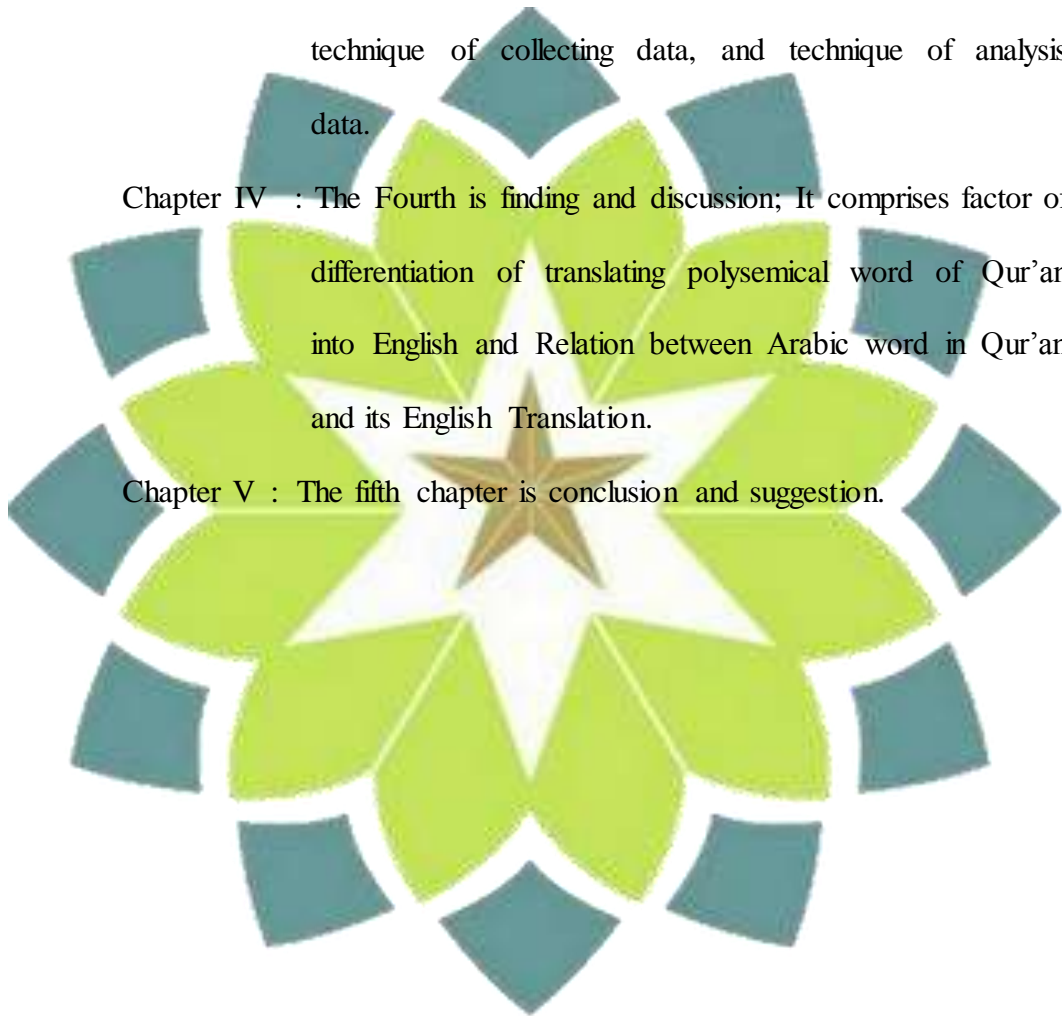 technique of collecting data, and technique of analysis
data.
Chapter IV : The Fourth is finding and discussion; It comprises factor of
differentiation of translating polysemical word of Qur’an
into English and Relation between Arabic word in Qur’an
and its English Translation.
Chapter V : The fifth chapter is conclusion and suggestion.